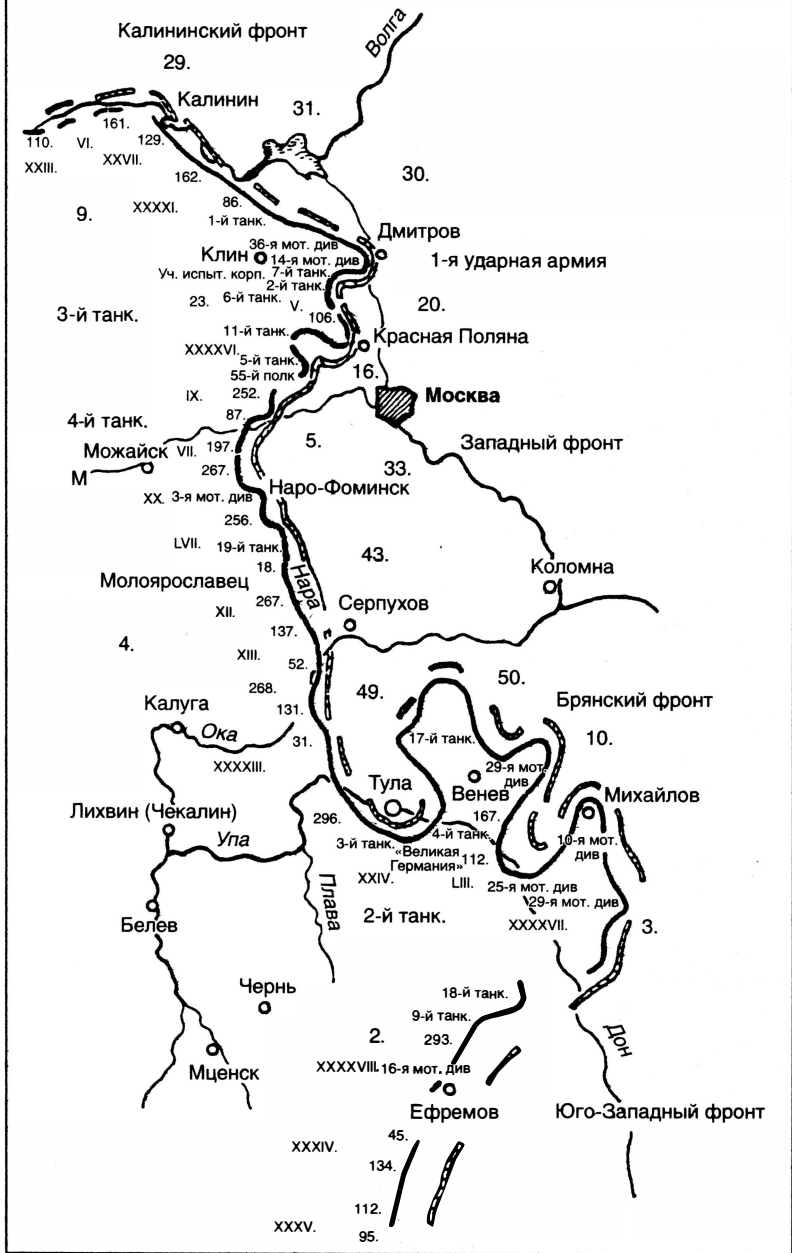 Калининский фронт
Волга
29.
Калинин
31.
161.
110.
VI.
129.
XXIII.
XXVII.
162.
30.
86.
9.
XXXXI.
1-й танк.
Дмитров
36-я мот. див
Клин
14-я мот. див
1-я ударная армия
Уч. испыт. корп.
7-й танк.
2-й танк.
23.
6-й танк.
V.
20.
3-й танк.
106.
11-й танк.
Красная Поляна
XXXXVI.
5-й танк.
55-й полк
16.
IX.
252.
Москва
4-й танк.
87.
Западный фронт
Можайск
VII.
197.
5.
М
267.
33.
Наро-Фоминск
XX.
3-я мот. див
256.
LVII.
19-й танк.
43.
18.
Нара
Коломна
Молоярославец
267.
Серпухов
XII.
137.
4.
XIII.
52.
50.
268.
49.
Калуга
131.
Брянский фронт
Ока
31.
17-й танк.
10.
XXXXIII.
29-я мот. див
Тула
Венев
Михайлов
Лихвин (Чекалин)
296.
167.
Упа
4-й танк.
3-й танк.
10-я мот. див
«Великая Германия»
112.
XXIV.
LIII.
25-я мот. див
Плава
29-я мот. див
Белев
2-й танк.
XXXXVII.
3.
Чернь
18-й танк.
9-й танк.
Дон
2.
293.
Мценск
XXXXVIII.
16-я мот. див
Ефремов
Юго-Западный фронт
45.
XXXIV.
134.
112.
XXXV.
95.